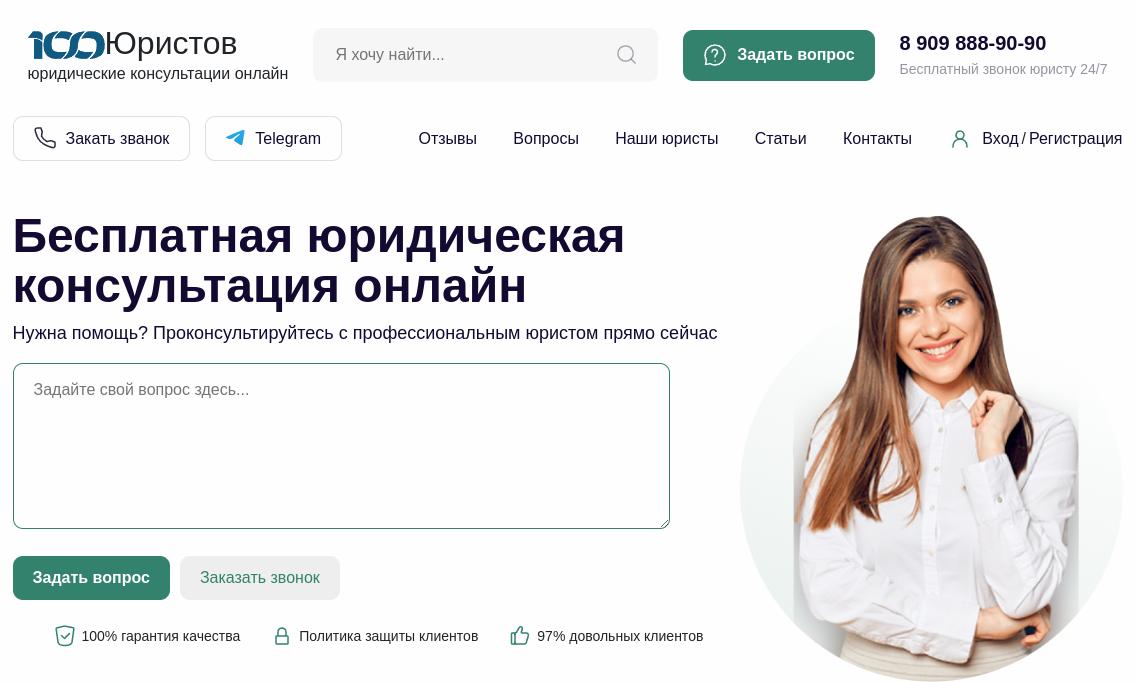 100Юристов
юридические консультации онлайн
Я хочу найти...
Задать вопрос
8 909 888-90-90
Бесплатный звонок юристу 24/7
Закать звонок
Telegram
Отзывы
Вопросы
Наши юристы
Статьи
Контакты
Вход / Регистрация
Бесплатная юридическая
консультация онлайн
Нужна помощь? Проконсультируйтесь с профессиональным юристом прямо сейчас
Задайте свой вопрос здесь...
Задать вопрос
Заказать звонок
100% гарантия качества
Политика защиты клиентов
97% довольных клиентов